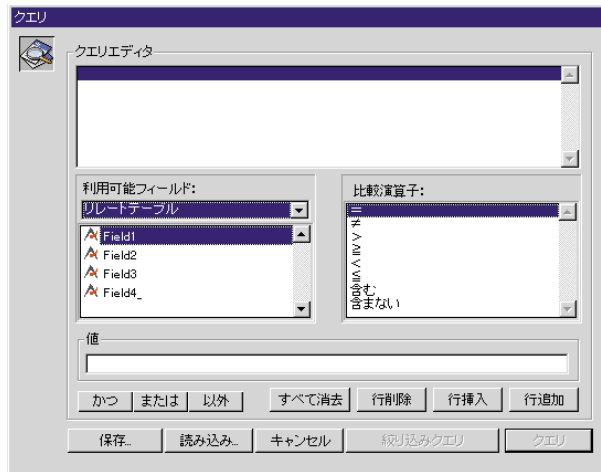 クエリ
クエリエディタ
利用可能フィールド:
リレートテーブル
Field1
Field2
Field3
Field4_
比較演算子:
=
≠
>
≧
<
≦
含む
含まない
値
かつ または 以外 すべて消去 行削除 行挿入 行追加
保存... 読み込み... キャンセル 絞り込みクエリ クエリ